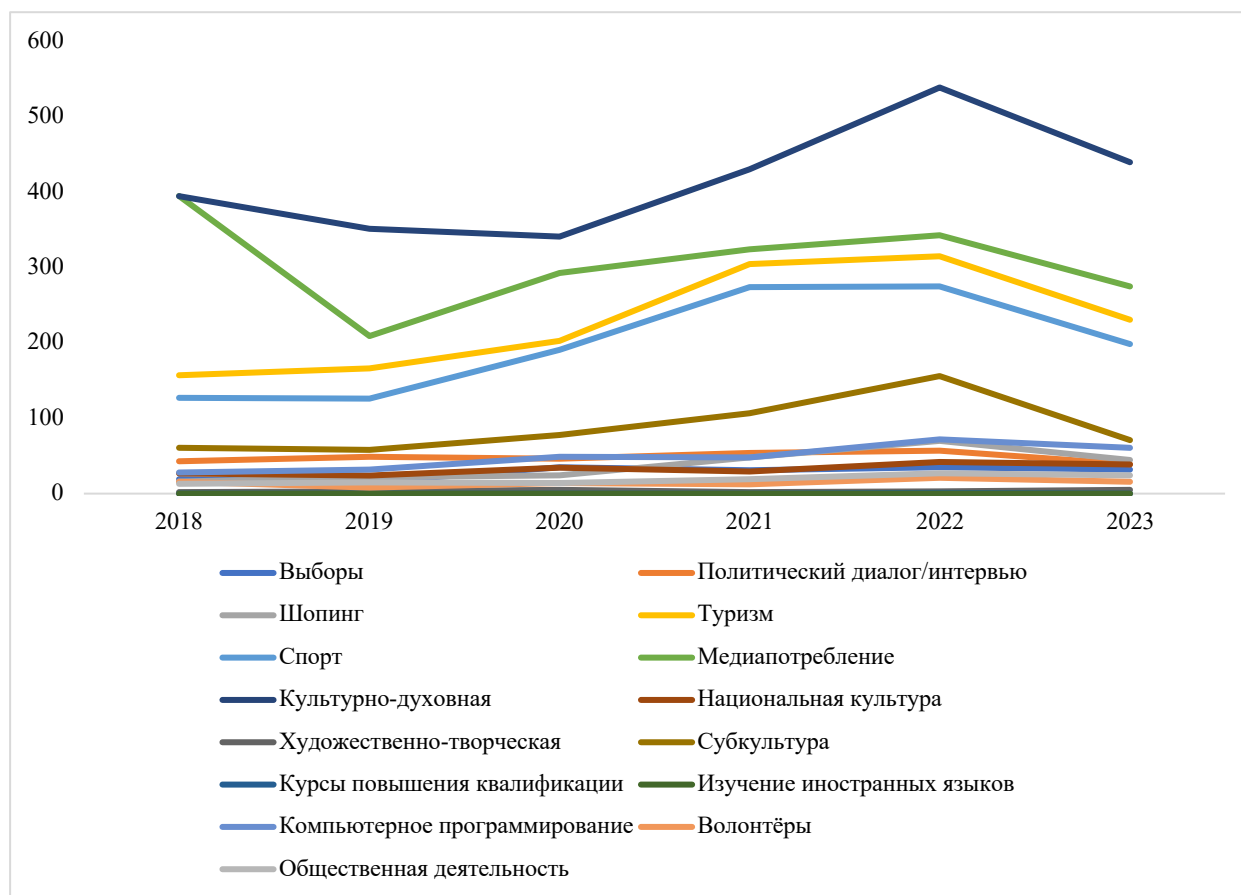 600
500
400
300
200
100
0
2018 2019 2020 2021 2022 2023
Выборы Политический диалог/интервью
Шопинг Туризм
Спорт Медиапотребление
Культурно-духовная Национальная культура
Художественно-творческая Субкультура
Курсы повышения квалификации Изучение иностранных языков
Компьютерное программирование Волонтёры
Общественная деятельность